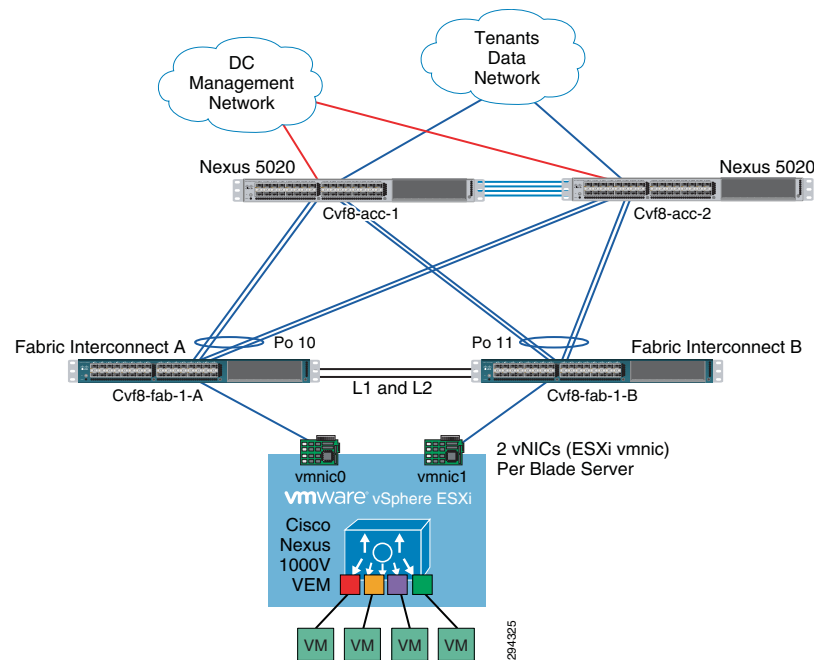 DC
Management
Network
Tenants
Data
Network
Nexus 5020
Nexus 5020
Cvf8-acc-1
Cvf8-acc-2
Fabric Interconnect A
Po 10
Po 11
Fabric Interconnect B
L1 and L2
Cvf8-fab-1-A
Cvf8-fab-1-B
vmnic0
vmnic1
2 vNICs (ESXi vmnic)
Per Blade Server
vmware® vSphere ESXi
Cisco
Nexus
1000V
VEM
VM
VM
VM
VM
294325